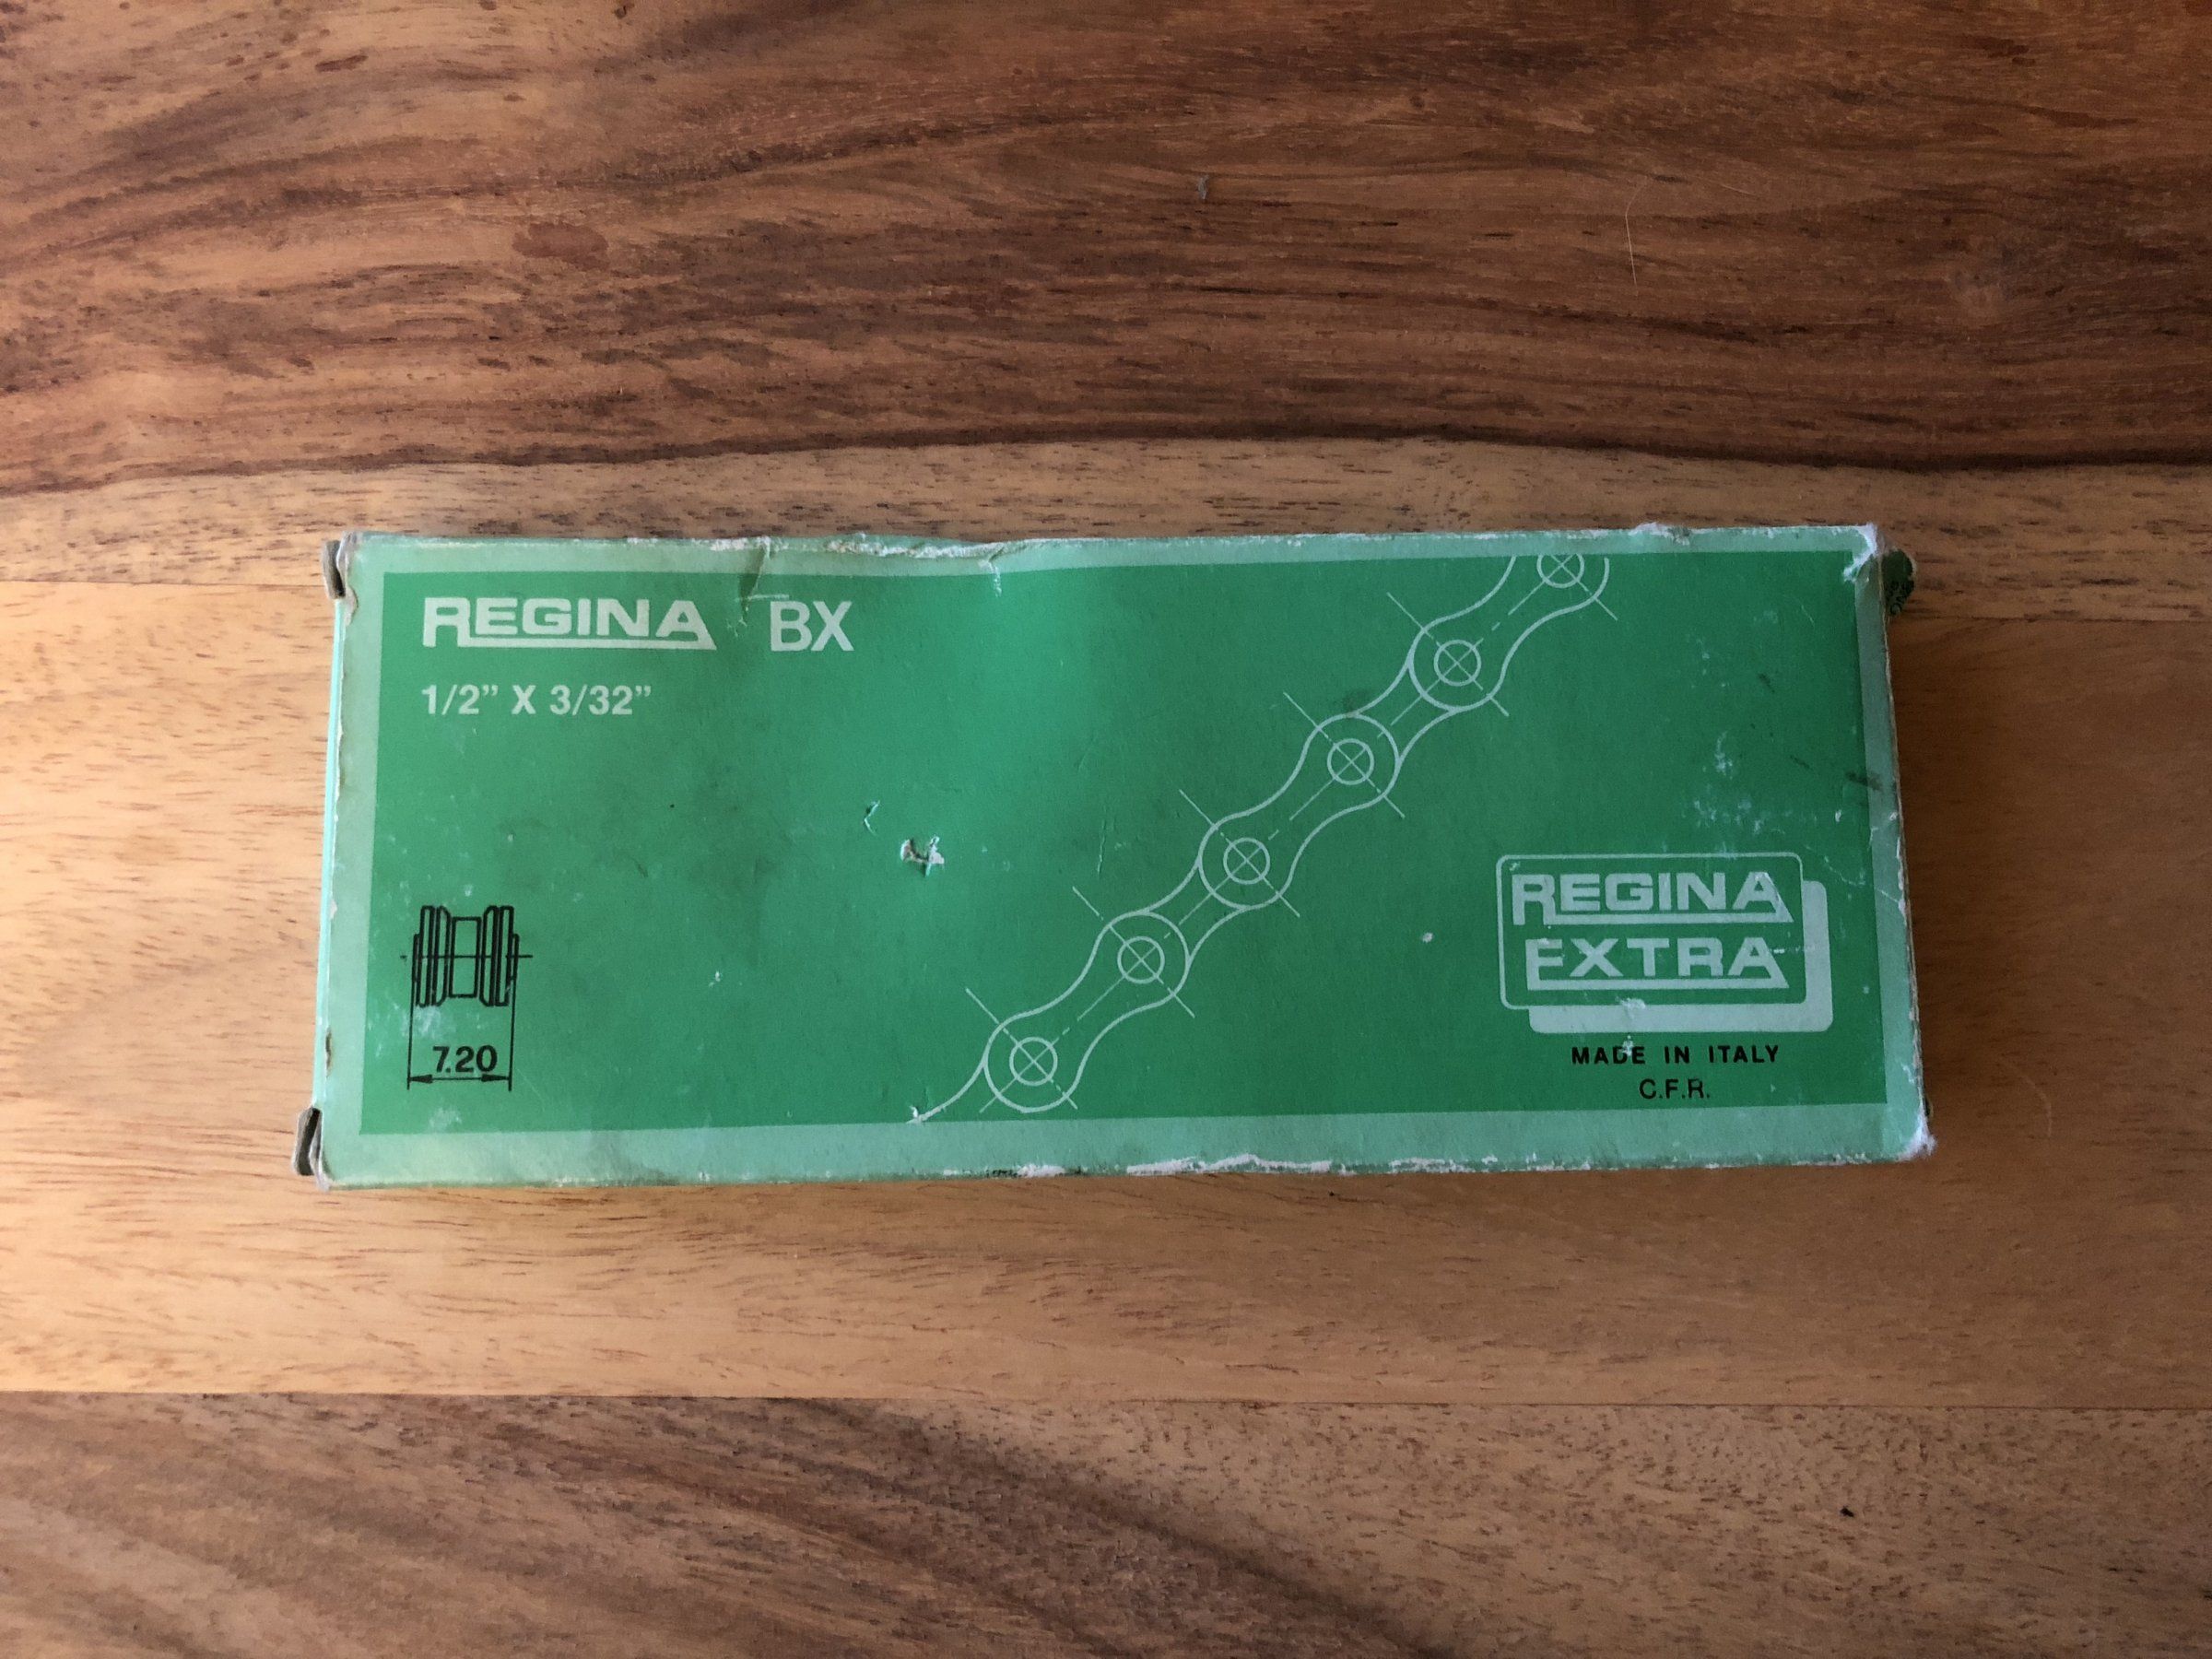 REGINA BX
1/2” X 3/32”
7.20
REGINA
EXTRA
MADE IN ITALY
C.F.R.